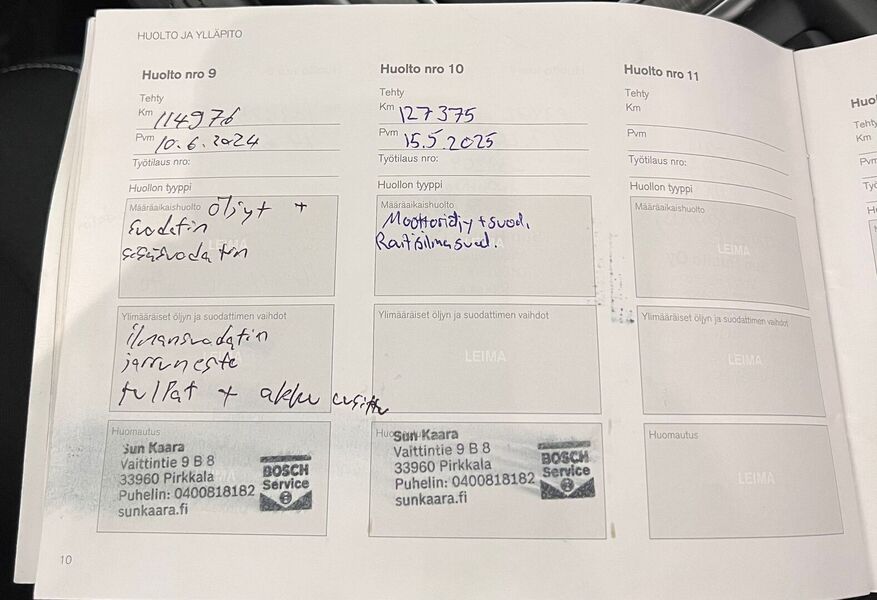 HUOLTO JA YLLÄPITO
Huolto nro 9
Tehty
Km 114976
Pvm 10.6.2024
Työtilaus nro:
Huollon tyyppi
Määräaikaishuolto öljyt +
suodatin
sisäsuodatin
LEIMA
Ylimääräiset öljyn ja suodattimen vaihdot
ilmansuodatin
jarruneste
tulpat + akku
Huomautus
Sun Kaara
Vaittintie 9 B 8
33960 Pirkkala
Puhelin: 0400818182
sunkaara.fi
BOSCH
Service
Huolto nro 10
Tehty
Km 127375
Pvm 15.5.2025
Työtilaus nro:
Huollon tyyppi
Määräaikaishuolto
Moottoriöljy + suod.
Raitisilmasuod.
Ylimääräiset öljyn ja suodattimen vaihdot
LEIMA
Sun Kaara
Vaittintie 9 B 8
33960 Pirkkala
Puhelin: 0400818182
sunkaara.fi
BOSCH
Service
Huolto nro 11
Tehty
Km
Pvm
Työtilaus nro:
Huollon tyyppi
Määräaikaishuolto
LEIMA
Ylimääräiset öljyn ja suodattimen vaihdot
LEIMA
Huomautus
LEIMA
Km
10